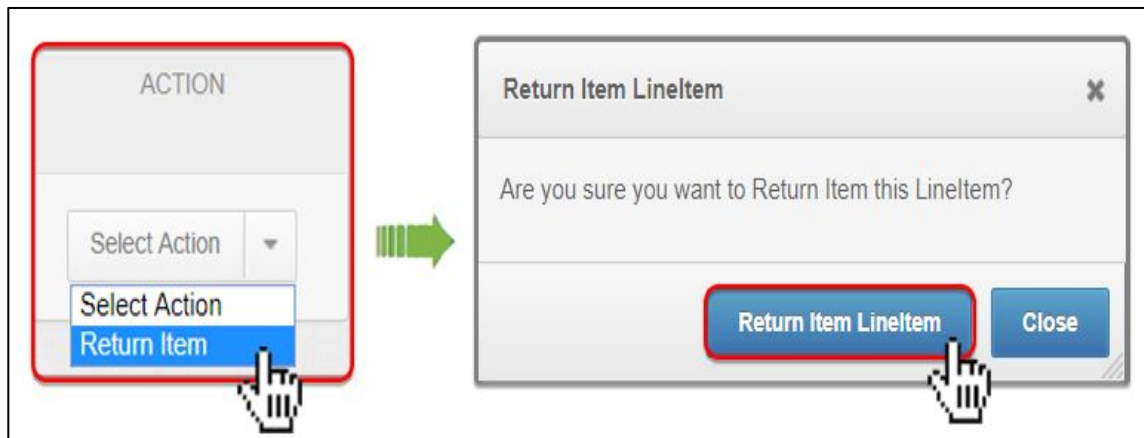 ACTION
Select Action
Select Action
Return Item
Return Item LineItem
Are you sure you want to Return Item this LineItem?
Return Item LineItem
Close